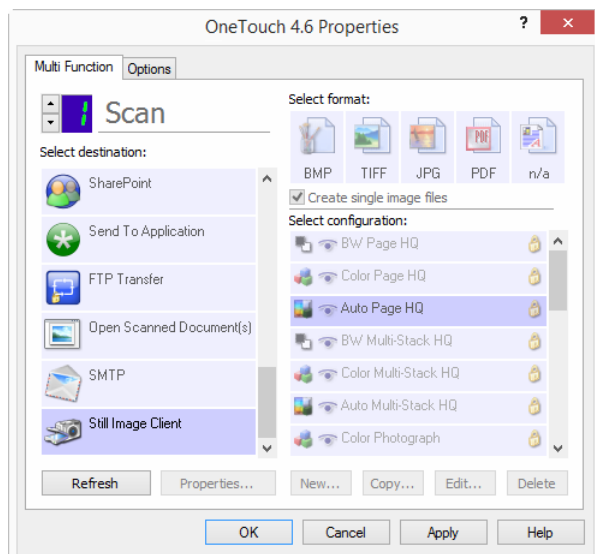 OneTouch 4.6 Properties
?
×
Multi Function
Options
1
Scan
Select destination:
SharePoint
Send To Application
FTP Transfer
Open Scanned Document(s)
SMTP
Still Image Client
Refresh
Properties...
Select format:
BMP
TIFF
JPG
PDF
n/a
Create single image files
Select configuration:
BW Page HQ
Color Page HQ
Auto Page HQ
BW Multi-Stack HQ
Color Multi-Stack HQ
Auto Multi-Stack HQ
Color Photograph
New...
Copy...
Edit...
Delete
OK
Cancel
Apply
Help